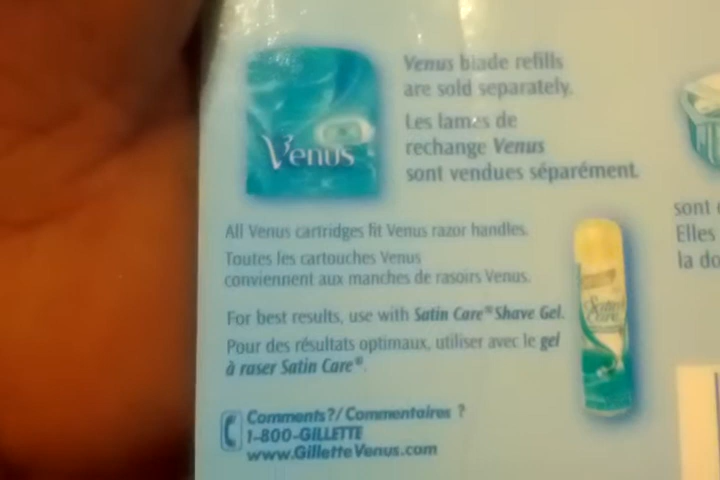 Venus
Venus blade refills
are sold separately.
Les lames de
rechange Venus
sont vendues séparément.
All Venus cartridges fit Venus razor handles.
Toutes les cartouches Venus
conviennent aux manches de rasoirs Venus.
For best results, use with Satin Care® Shave Gel.
Pour des résultats optimaux, utiliser avec le gel
à raser Satin Care®.
Satin
Care
Comments?/Commentaires ?
1-800-GILLETTE
www.GilletteVenus.com
sont
Elles
la do